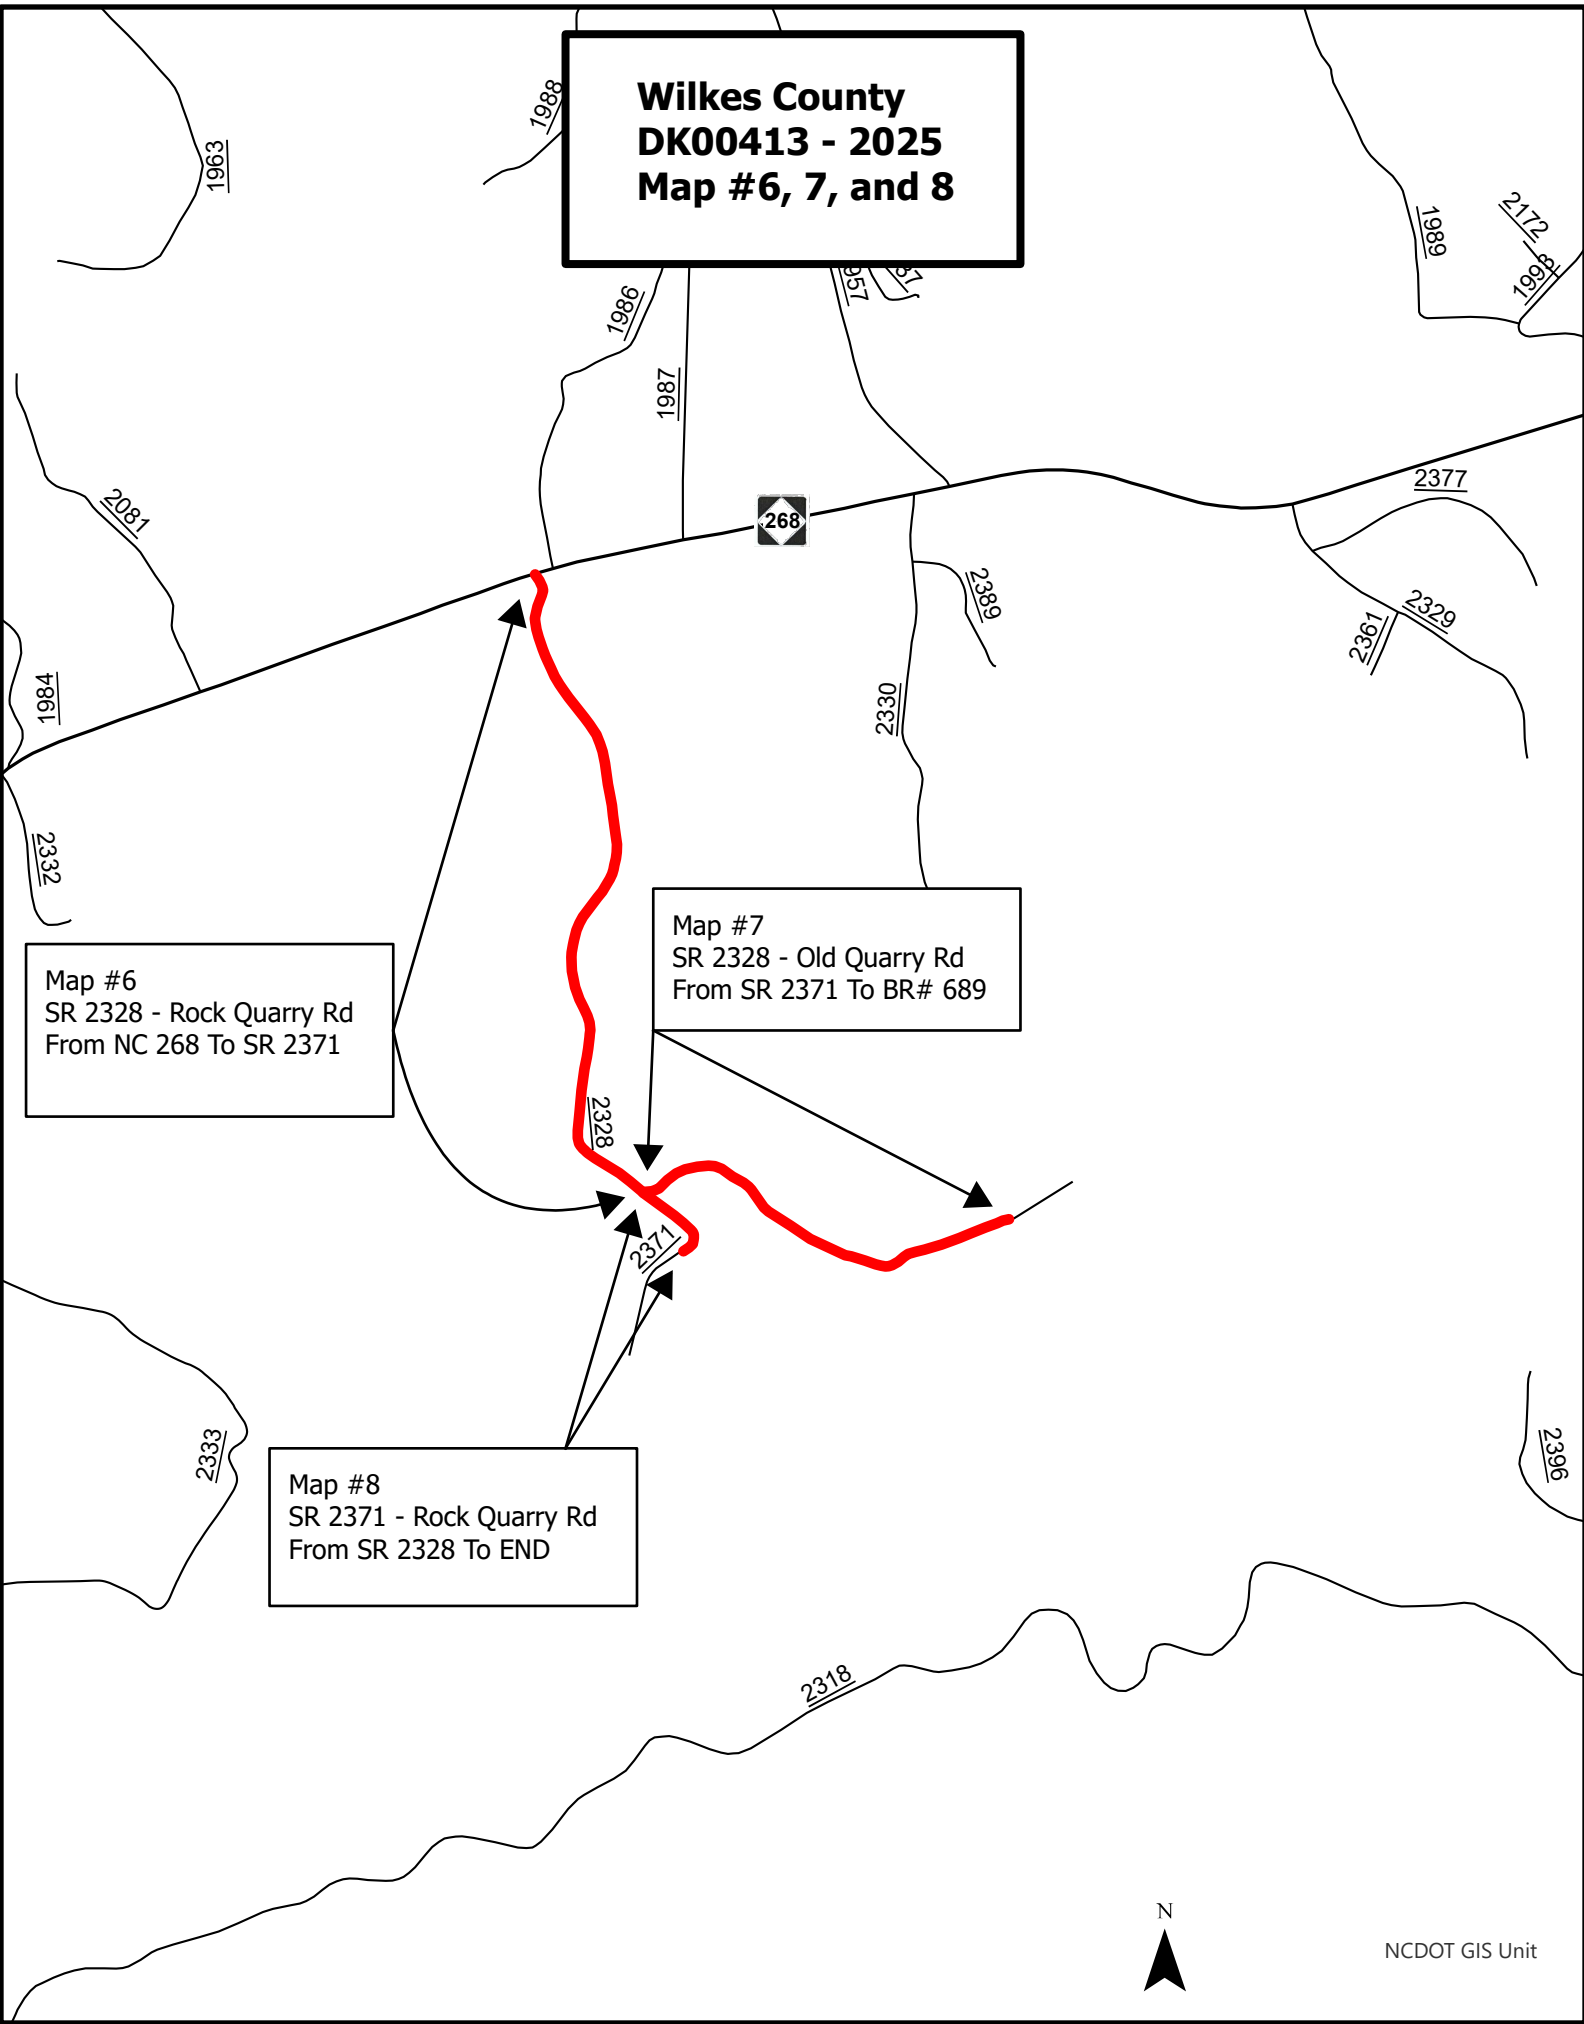 Wilkes County
DK00413 - 2025
Map #6, 7, and 8
1988
1963
2172
1989
1993
1986
957
37
1987
2377
2081
268
2389
2329
2361
1984
2330
2332
Map #7
SR 2328 - Old Quarry Rd
From SR 2371 To BR# 689
Map #6
SR 2328 - Rock Quarry Rd
From NC 268 To SR 2371
2328
2371
2333
2396
Map #8
SR 2371 - Rock Quarry Rd
From SR 2328 To END
2318
N
NCDOT GIS Unit